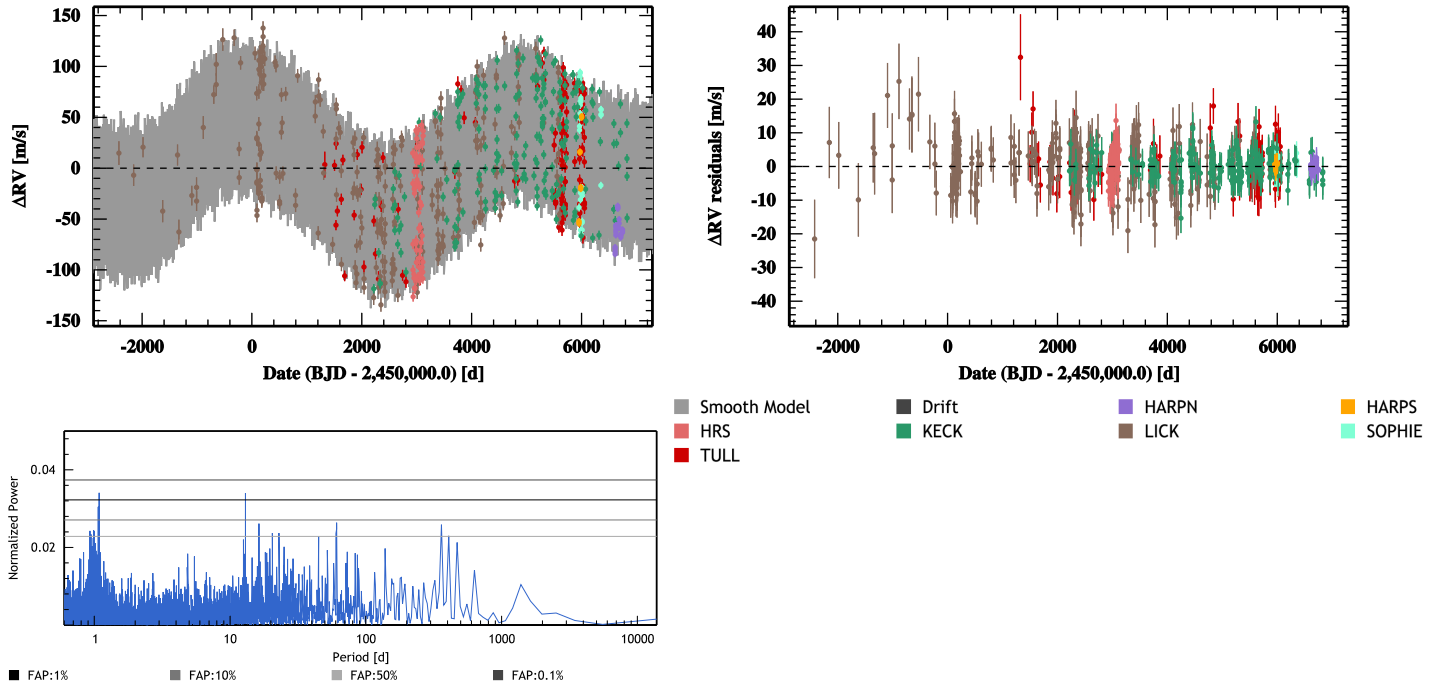 150
100
50
0
-50
-100
-150
ΔRV [m/s]
-2000 0 2000 4000 6000
Date (BJD - 2,450,000.0) [d]
40
30
20
10
0
-10
-20
-30
-40
ΔRV residuals [m/s]
-2000 0 2000 4000 6000
Date (BJD - 2,450,000.0) [d]
Smooth Model Drift HARPN HARPS
HRS KECK LICK SOPHIE
TULL
0.04
0.02
Normalized Power
1 10 100 1000 10000
Period [d]
FAP:1% FAP:10% FAP:50% FAP:0.1%